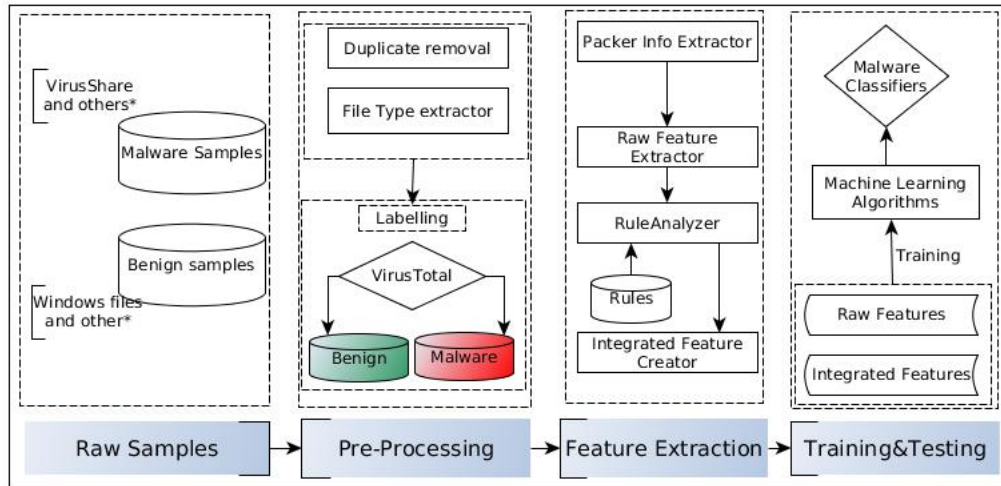 VirusShare
and others*
Malware Samples
Benign samples
Windows files
and other*
Raw Samples
Duplicate removal
File Type extractor
Labelling
VirusTotal
Benign
Malware
Pre-Processing
Packer Info Extractor
Raw Feature
Extractor
RuleAnalyzer
Rules
Integrated Feature
Creator
Feature Extraction
Malware
Classifiers
Machine Learning
Algorithms
Training
Raw Features
Integrated Features
Training&Testing